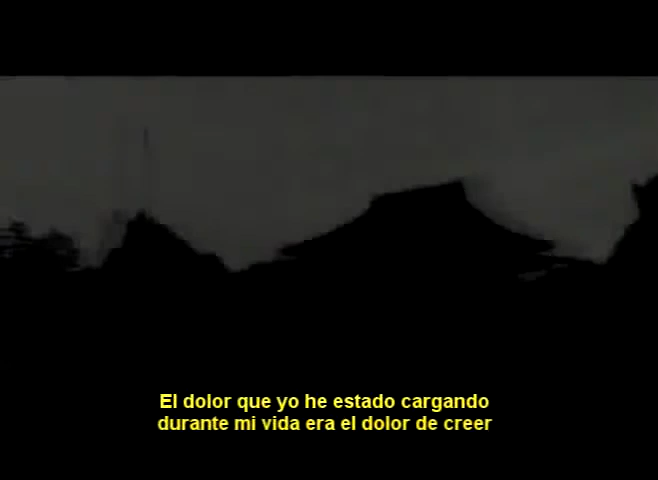 El dolor que yo he estado cargando
durante mi vida era el dolor de creer